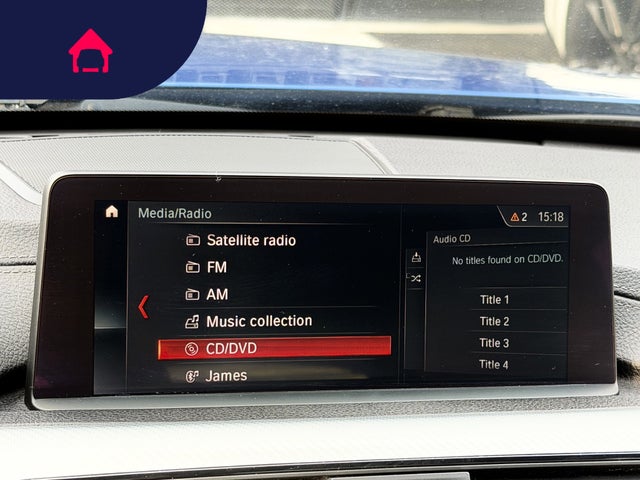 Media/Radio
2 15:18
Satellite radio
FM
AM
Music collection
CD/DVD
James
Audio CD
No titles found on CD/DVD.
Title 1
Title 2
Title 3
Title 4